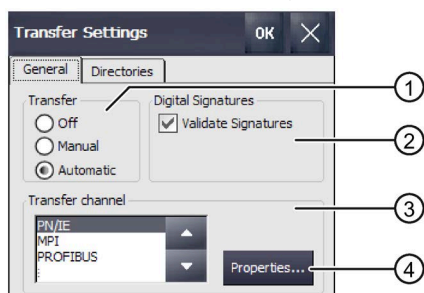 Transfer Settings OK
General Directories
Transfer Digital Signatures
Off Validate Signatures
Manual
Automatic
Transfer channel
PN/IE
MPI
PROFIBUS
:
Properties...
1
2
3
4